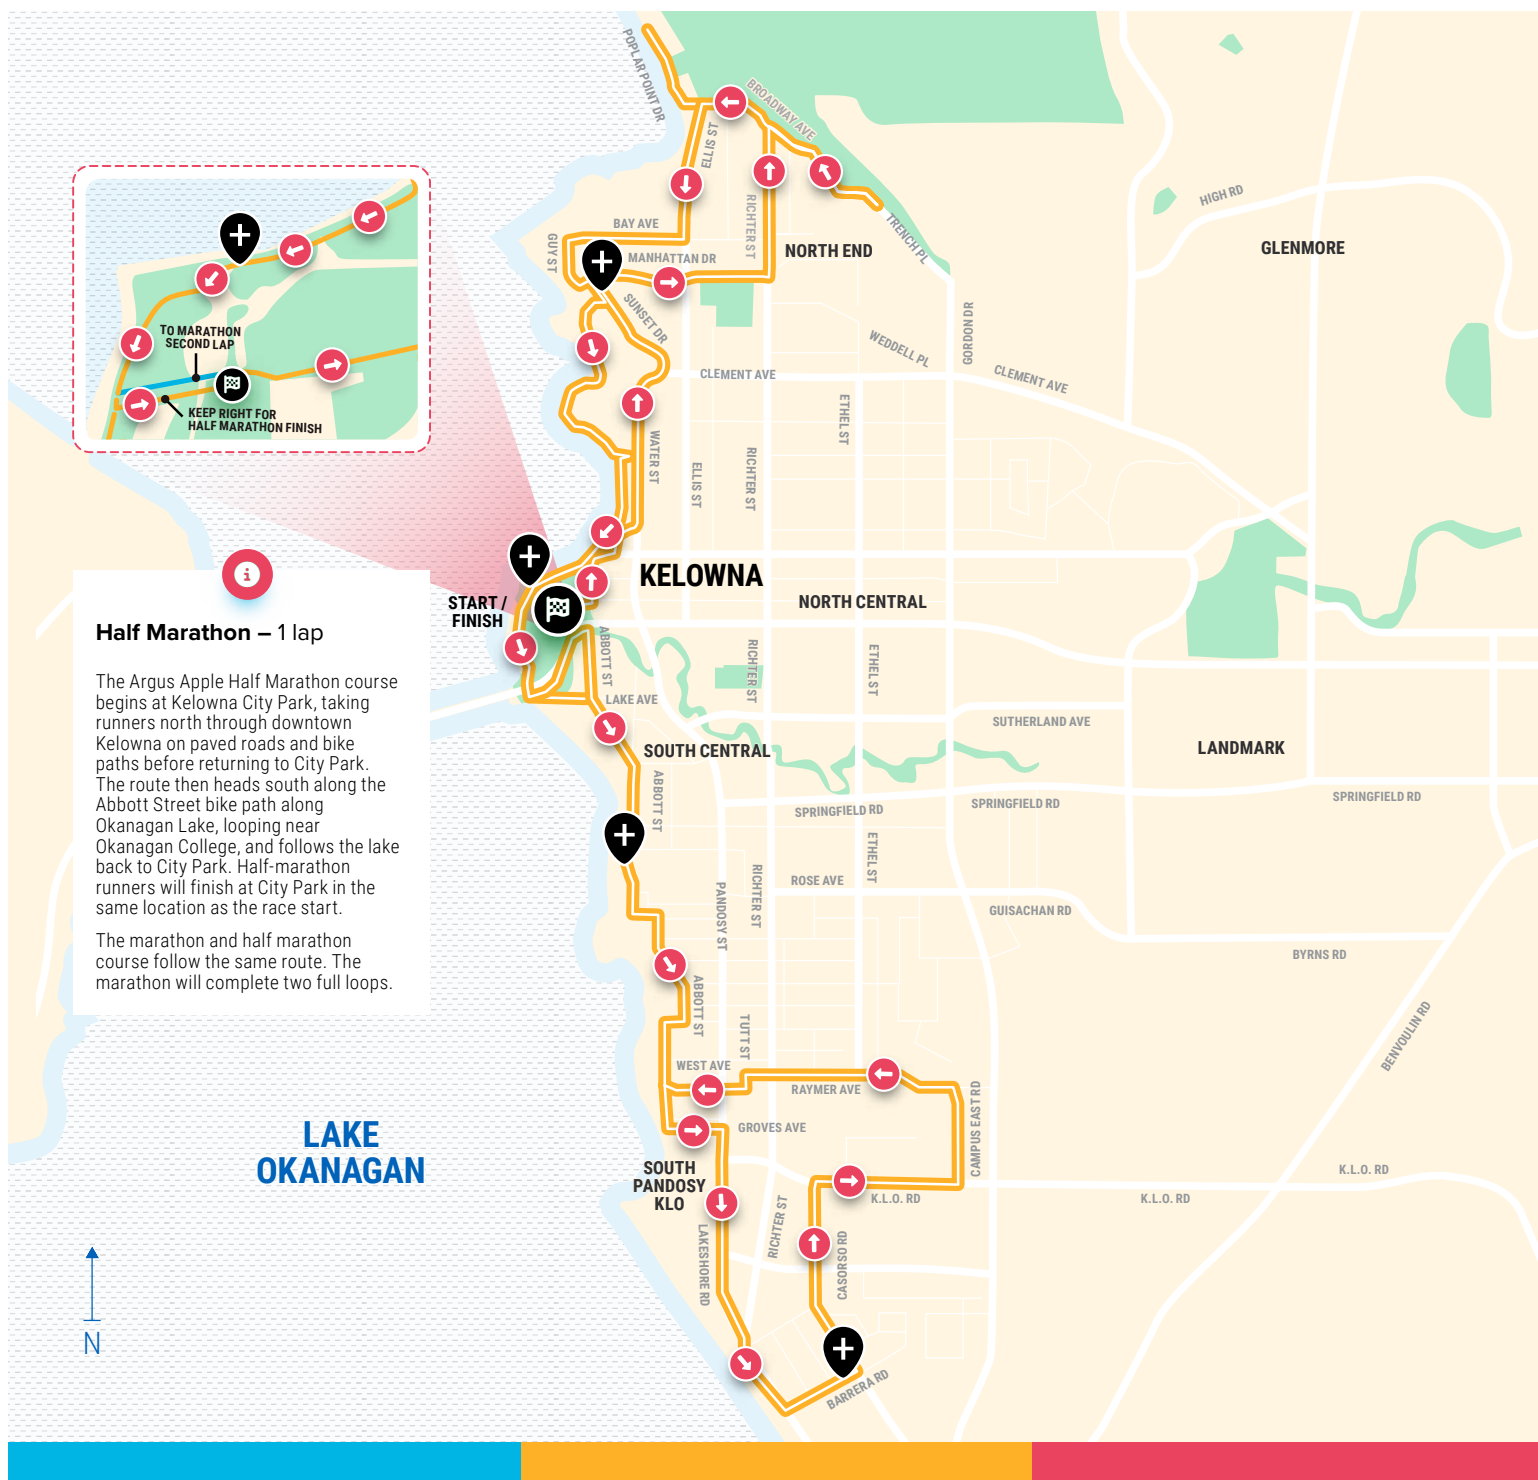 POPLAR POINT DR
BROADWAY AVE
ELLIS ST
RICHTER ST
TRENCH PL
BAY AVE
GUY ST
MANHATTAN DR
NORTH END
SUNSET DR
HIGH RD
GLENMORE
GORDON DR
WEDDELL PL
CLEMENT AVE
CLEMENT AVE
ETHEL ST
WATER ST
ELLIS ST
RICHTER ST
TO MARATHON
SECOND LAP
KEEP RIGHT FOR
HALF MARATHON FINISH
KELOWNA
NORTH CENTRAL
START /
FINISH
ABBOTT ST
RICHTER ST
ETHEL ST
LAKE AVE
SUTHERLAND AVE
SOUTH CENTRAL
LANDMARK
ABBOTT ST
SPRINGFIELD RD
SPRINGFIELD RD
SPRINGFIELD RD
ETHEL ST
RICHTER ST
ROSE AVE
PANDOSY ST
GUISACHAN RD
BYRNS RD
ABBOTT ST
TUTT ST
BENVOULIN RD
WEST AVE
RAYMER AVE
CAMPUS EAST RD
GROVES AVE
SOUTH
PANDOSY
KLO
K.L.O. RD
K.L.O. RD
K.L.O. RD
RICHTER ST
LAKESHORE RD
CASORSO RD
BARRERA RD
i
Half Marathon – 1 lap
The Argus Apple Half Marathon course
begins at Kelowna City Park, taking
runners north through downtown
Kelowna on paved roads and bike
paths before returning to City Park.
The route then heads south along the
Abbott Street bike path along
Okanagan Lake, looping near
Okanagan College, and follows the lake
back to City Park. Half-marathon
runners will finish at City Park in the
same location as the race start.
The marathon and half marathon
course follow the same route. The
marathon will complete two full loops.
LAKE
OKANAGAN
N